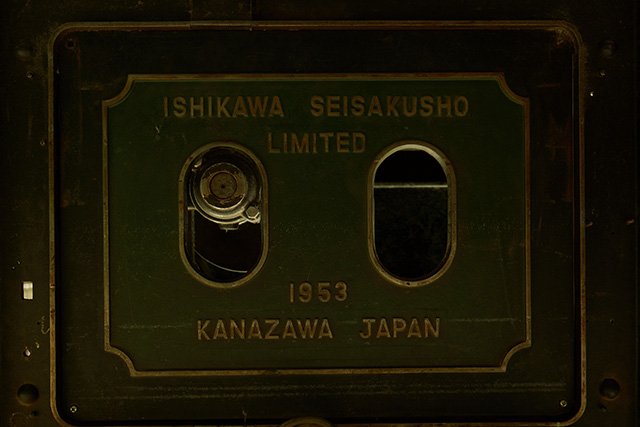 ISHIKAWA SEISAKUSHO
LIMITED
1953
KANAZAWA JAPAN